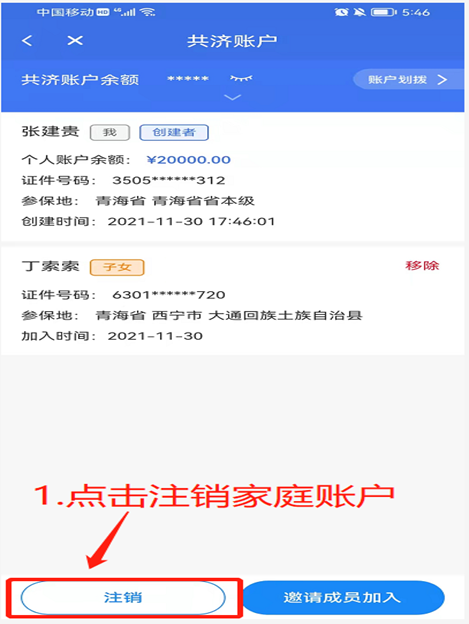 中国移动 HD 4G 5:46
共济账户
共济账户余额 ***** 账户划拨
张建贵 我 创建者
个人账户余额： ¥20000.00
证件号码： 3505******312
参保地： 青海省 青海省省本级
创建时间：2021-11-30 17:46:01
丁索索 子女 移除
证件号码： 6301******720
参保地： 青海省 西宁市 大通回族土族自治县
加入时间：2021-11-30
1.点击注销家庭账户
注销 邀请成员加入